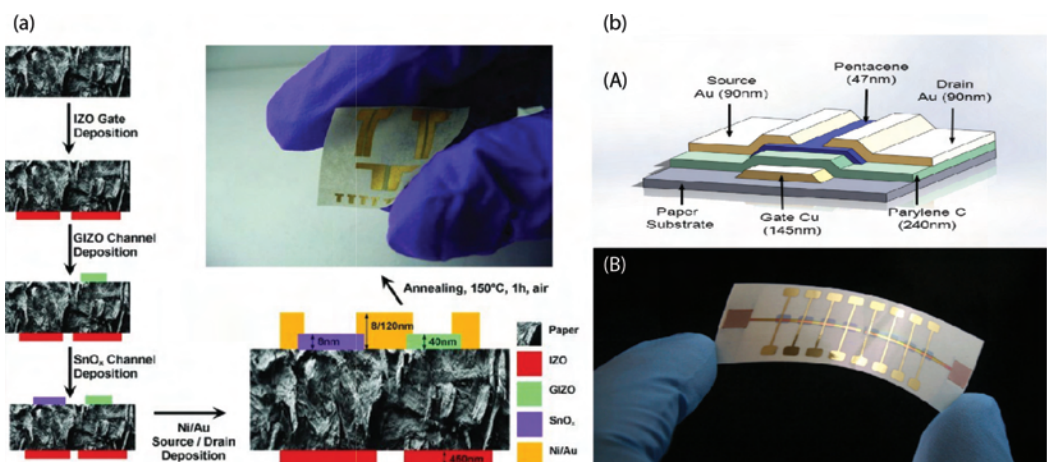 (a)
IZO Gate
Deposition
GIZO Channel
Deposition
SnOₓ Channel
Deposition
Ni/Au
Source / Drain
Deposition
Annealing, 150°C, 1h, air
8/120nm
8nm
40nm
450nm
Paper
IZO
GIZO
SnOₓ
Ni/Au
(b)
(A)
Source
Au (90nm)
Pentacene
(47nm)
Drain
Au (90nm)
Paper
Substrate
Gate Cu
(145nm)
Parylene C
(240nm)
(B)